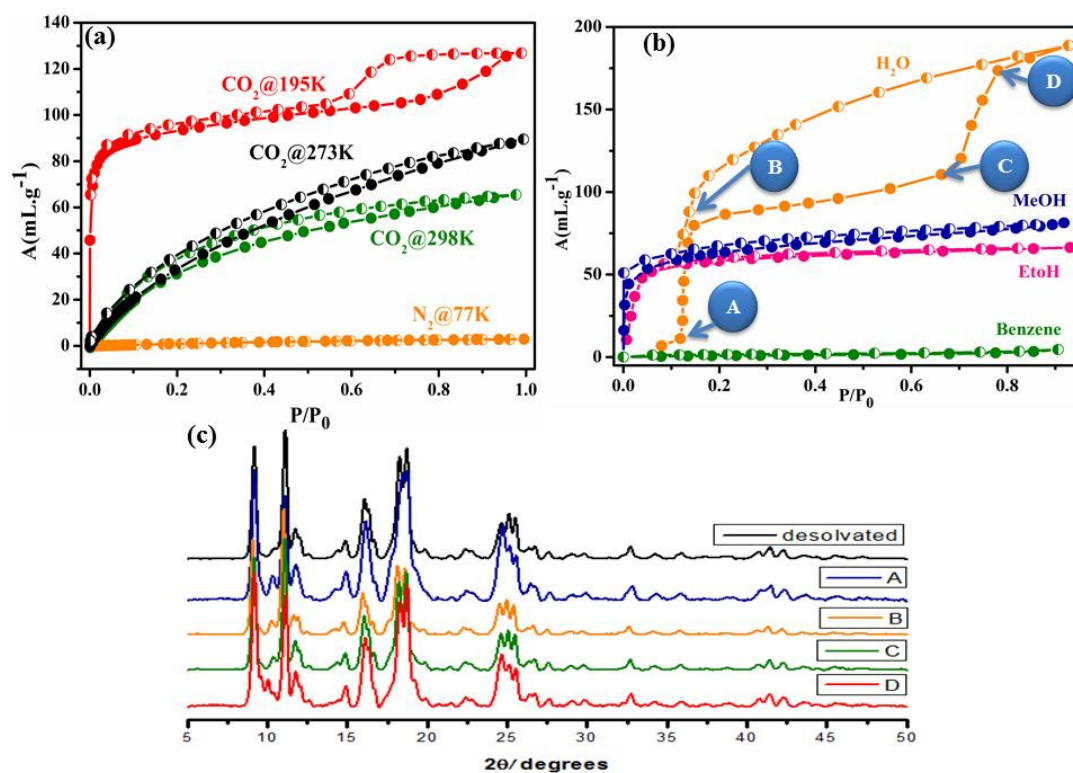 (a)
A(mL.g-1)
140
120
100
80
60
40
20
0
CO2@195K
CO2@273K
CO2@298K
N2@77K
0.0 0.2 0.4 0.6 0.8 1.0
P/P0
(b)
A(mL.g-1)
200
150
100
50
0
H2O
D
B
C
MeOH
EtoH
A
Benzene
0.0 0.2 0.4 0.6 0.8
P/P0
(c)
desolvated
A
B
C
D
5 10 15 20 25 30 35 40 45 50
2θ/ degrees